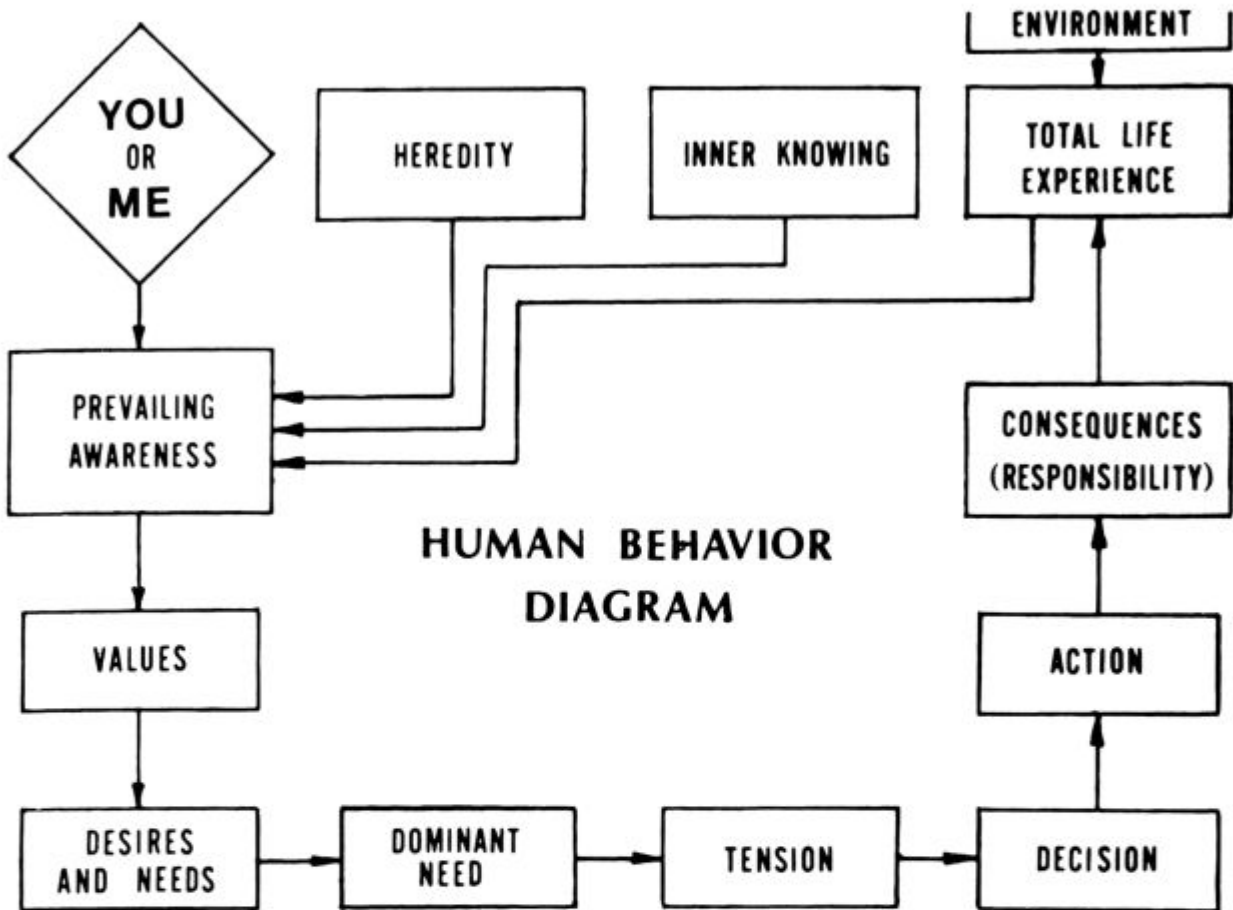 YOU
OR
ME
HEREDITY
INNER KNOWING
ENVIRONMENT
TOTAL LIFE
EXPERIENCE
PREVAILING
AWARENESS
CONSEQUENCES
(RESPONSIBILITY)
HUMAN BEHAVIOR
DIAGRAM
VALUES
ACTION
DESIRES
AND NEEDS
DOMINANT
NEED
TENSION
DECISION